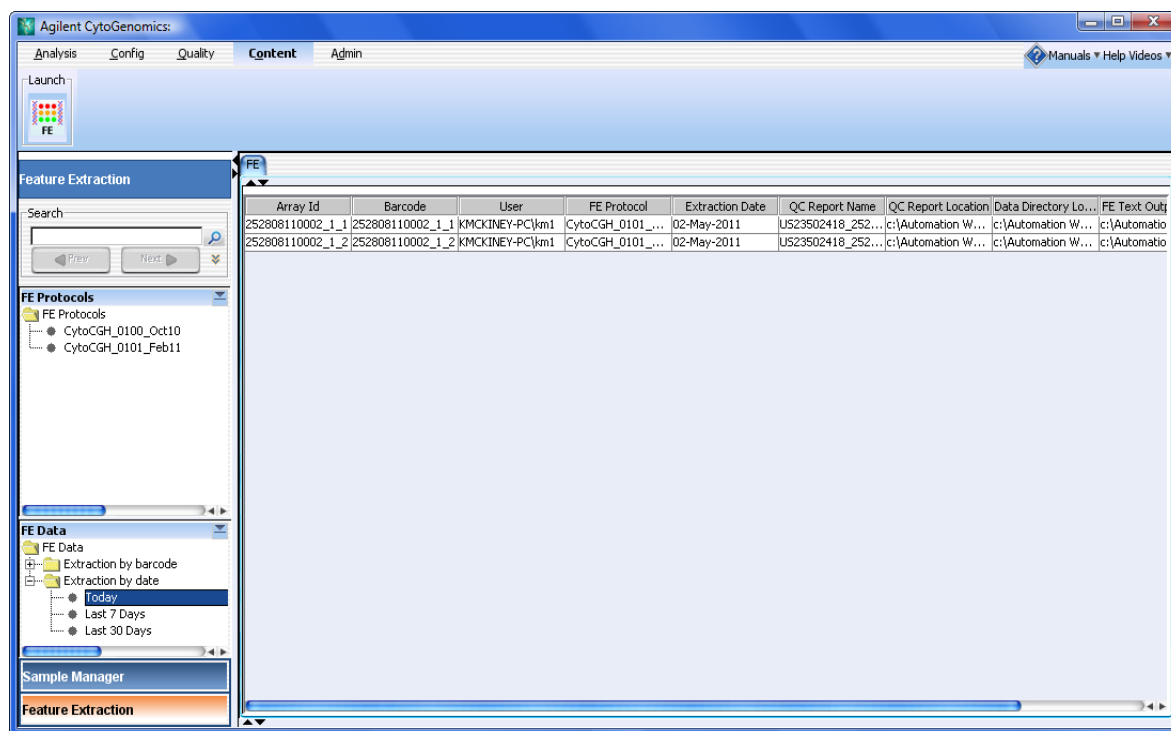 Agilent CytoGenomics:
Analysis Config Quality Content Admin Manuals Help Videos
Launch
FE
Feature Extraction
Search
Prev Next
FE Protocols
FE Protocols
CytoCGH_0100_Oct10
CytoCGH_0101_Feb11
FE Data
FE Data
Extraction by barcode
Extraction by date
Today
Last 7 Days
Last 30 Days
Sample Manager
Feature Extraction
FE
Array Id Barcode User FE Protocol Extraction Date QC Report Name QC Report Location Data Directory Lo... FE Text Outp
252808110002_1_1 252808110002_1_1 KMCKINEY-PC\km1 CytoCGH_0101_... 02-May-2011 US23502418_252... c:\Automation W... c:\Automation W... c:\Automatio
252808110002_1_2 252808110002_1_2 KMCKINEY-PC\km1 CytoCGH_0101_... 02-May-2011 US23502418_252... c:\Automation W... c:\Automation W... c:\Automatio